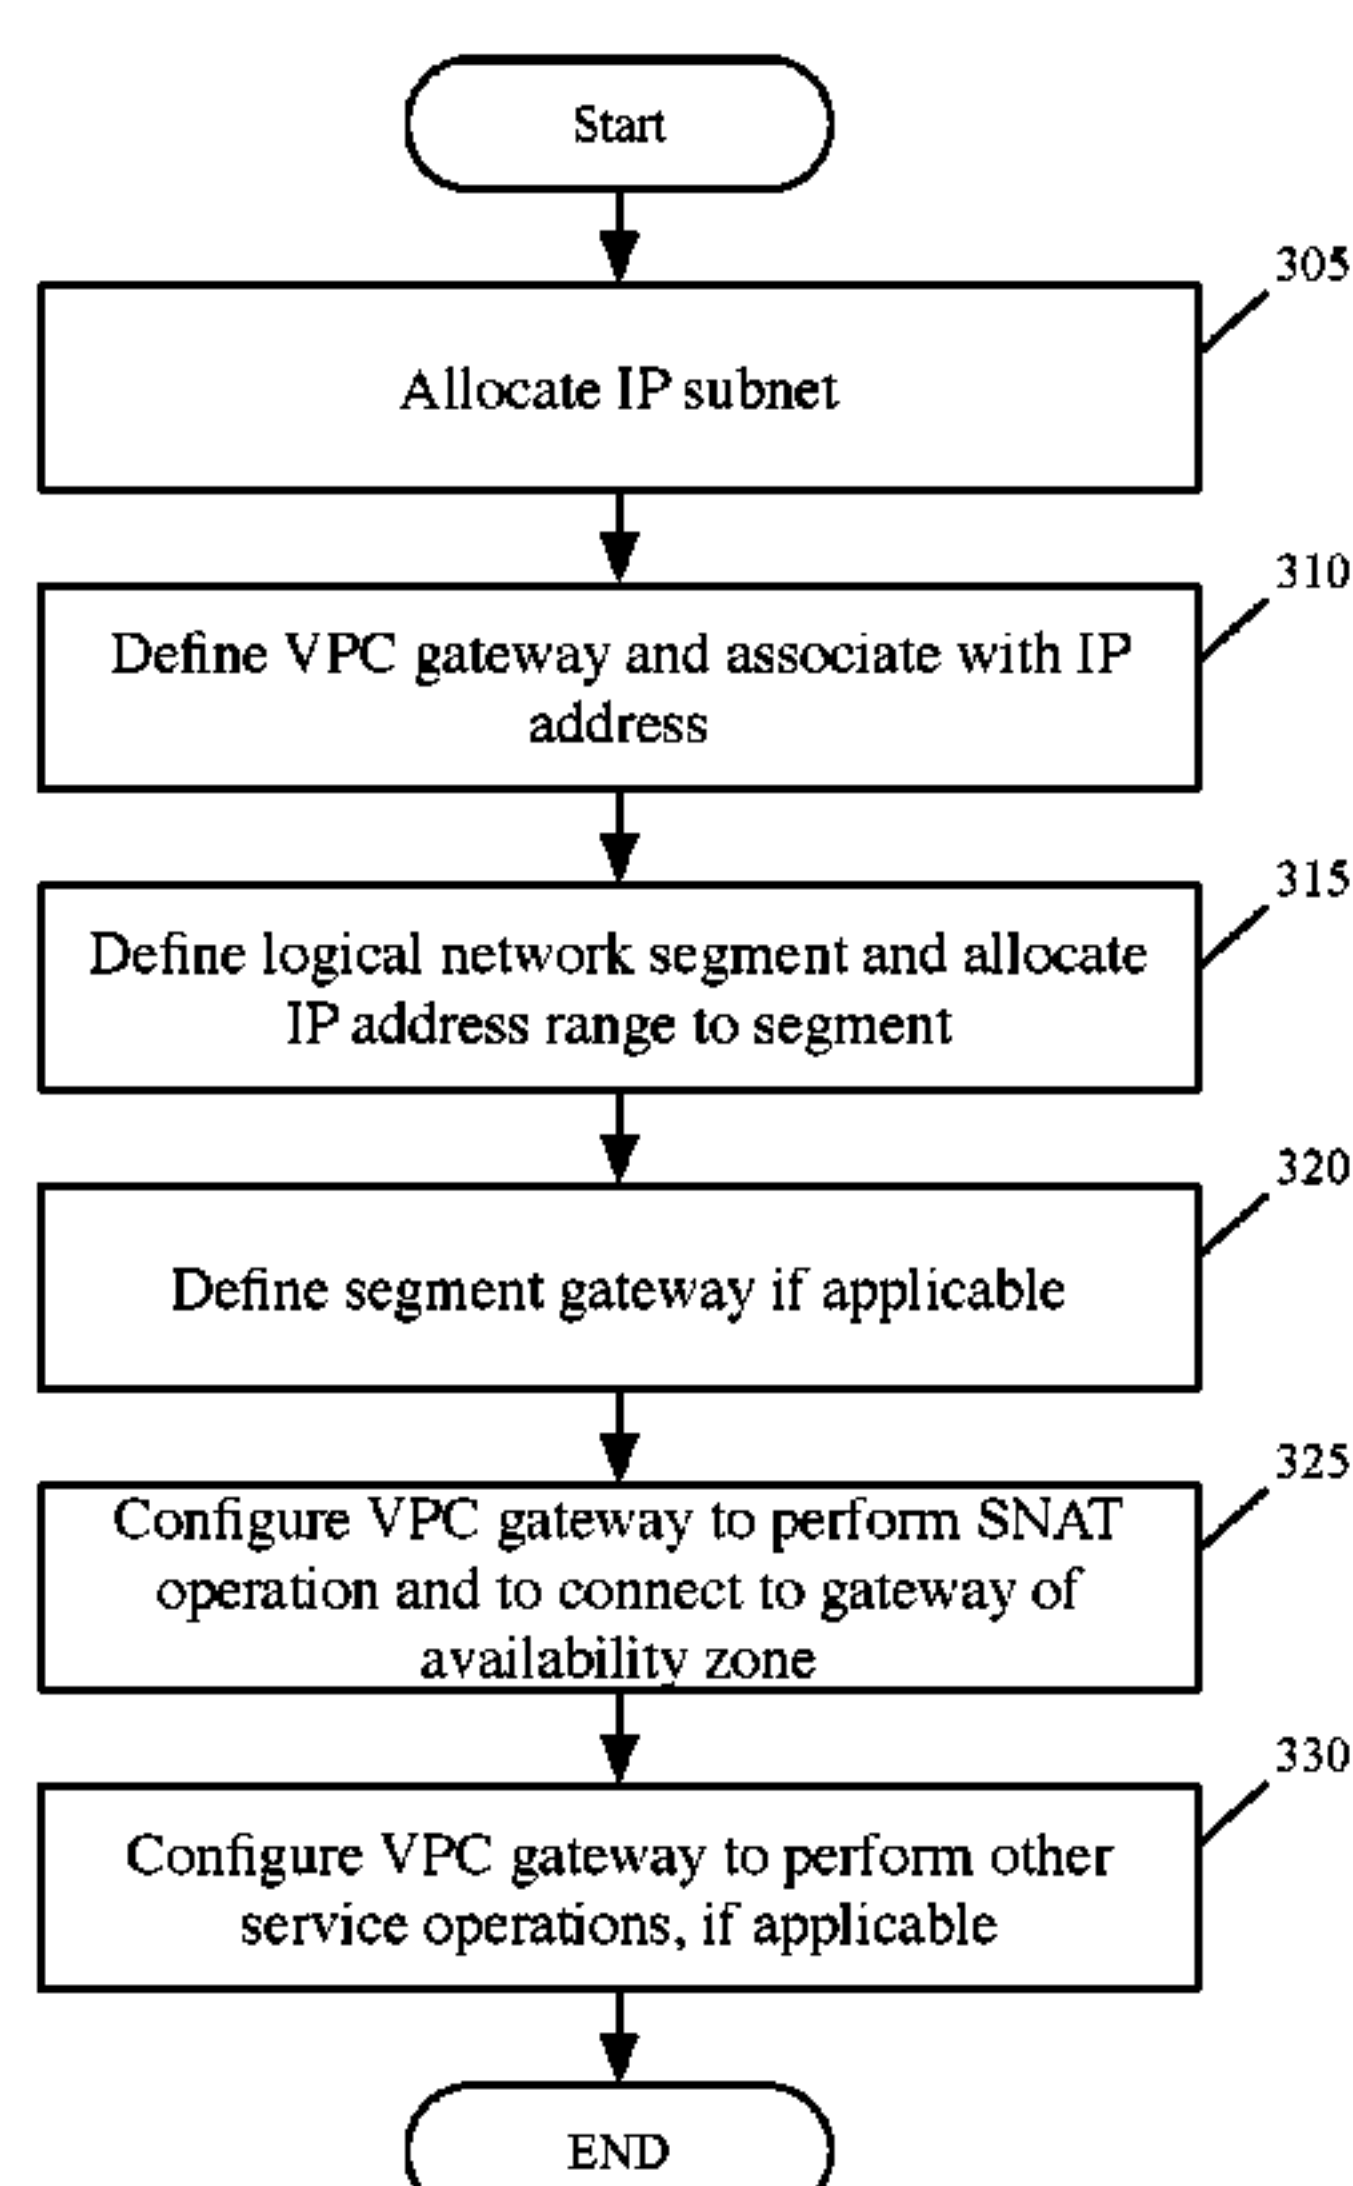 Start
305
Allocate IP subnet
310
Define VPC gateway and associate with IP
address
315
Define logical network segment and allocate
IP address range to segment
320
Define segment gateway if applicable
325
Configure VPC gateway to perform SNAT
operation and to connect to gateway of
availability zone
330
Configure VPC gateway to perform other
service operations, if applicable
END